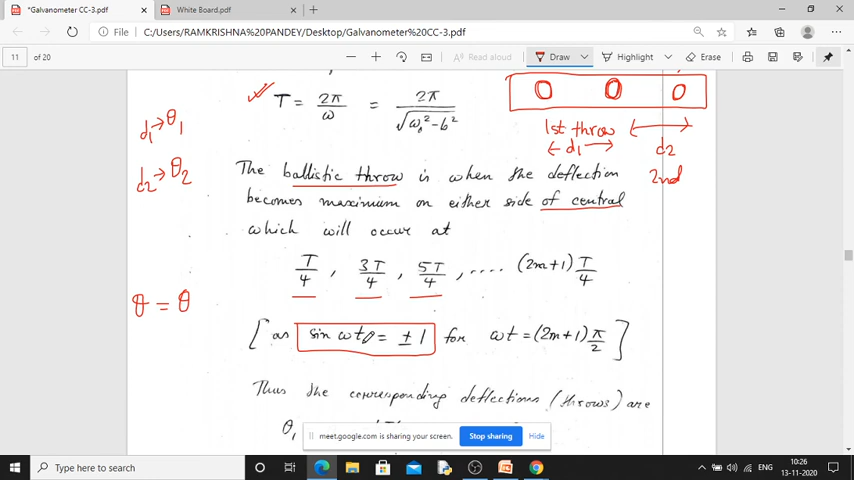 *Galvanometer CC-3.pdf
White Board.pdf
C:/Users/RAMKRISHNA%20PANDEY/Desktop/Galvanometer%20CC-3.pdf
11 of 20
Read aloud
Draw
Highlight
Erase
T = 2π/ω = 2π/√(ω₀² - b²)
d₁→θ₁
d₂→θ₂
1st throw
d₁
d2
2nd
The ballistic throw is when the deflection
becomes maximum on either side of central
which will occur at
T/4 , 3T/4 , 5T/4 , .... (2m+1) T/4
θ = θ
[as sin ωt = ±1 for ωt = (2m+1) π/2]
Thus the corresponding deflections (throws) are
θ₁
meet.google.com is sharing your screen.
Stop sharing
Hide
Type here to search
ENG
10:26
13-11-2020